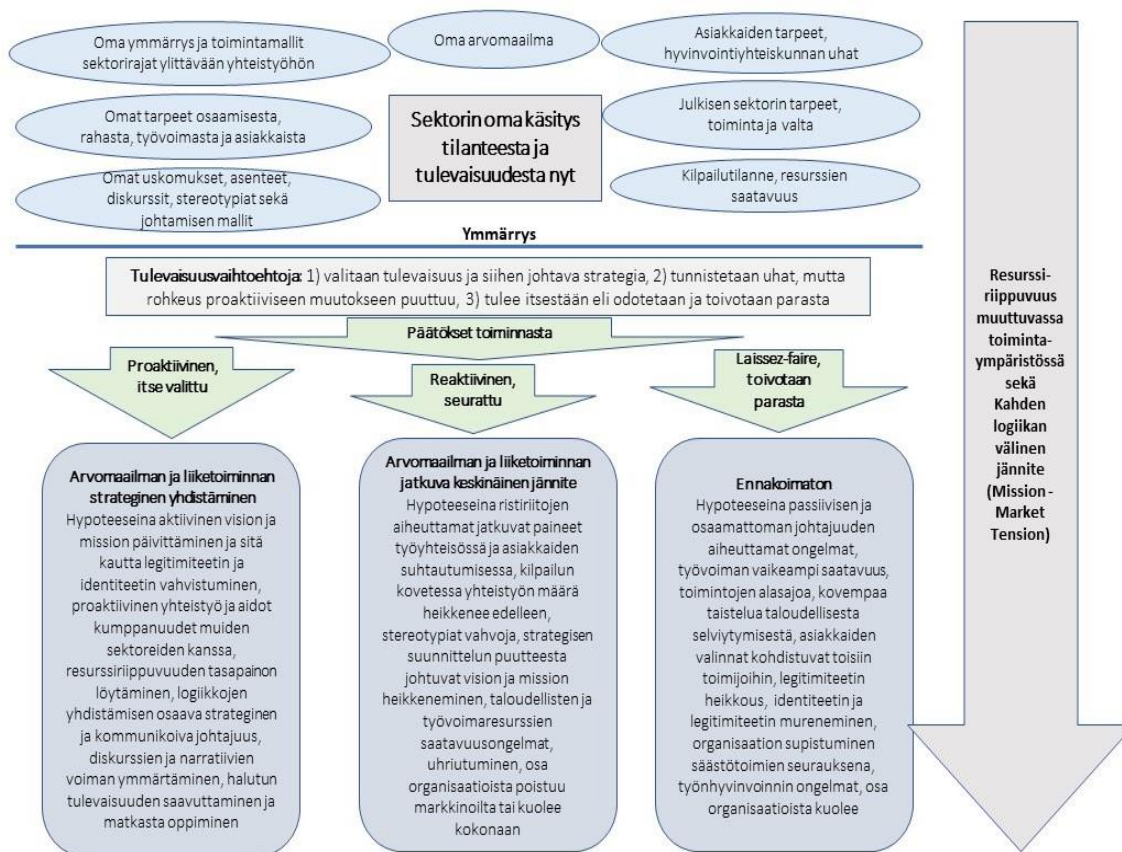 Oma ymmärrys ja toimintamallit
sektorirajat ylittävään yhteistyöhön
Oma arvomaailma
Asiakkaiden tarpeet,
hyvinvointiyhteiskunnan uhat
Omat tarpeet osaamisesta,
rahasta, työvoimasta ja asiakkaista
Sektorin oma käsitys
tilanteesta ja
tulevaisuudesta nyt
Julkisen sektorin tarpeet,
toiminta ja valta
Omat uskomukset, asenteet,
diskurssit, stereotypiat sekä
johtamisen mallit
Kilpailutilanne, resurssien
saatavuus
Ymmärrys
Tulevaisuusvaihtoehtoja: 1) valitaan tulevaisuus ja siihen johtava strategia, 2) tunnistetaan uhat, mutta
rohkeus proaktiiviseen muutokseen puuttuu, 3) tulee itsestään eli odotetaan ja toivotaan parasta
Päätökset toiminnasta
Proaktiivinen,
itse valittu
Reaktiivinen,
seurattu
Laissez-faire,
toivotaan
parasta
Arvomaailman ja liiketoiminnan
strateginen yhdistäminen
Hypoteeseina aktiivinen vision ja
mission päivittäminen ja sitä
kautta legitimiteetin ja
identiteetin vahvistuminen,
proaktiivinen yhteistyö ja aidot
kumppanuudet muiden
sektoreiden kanssa,
resurssiriippuvuuden tasapainon
löytäminen, logiikkojen
yhdistämisen osaava strateginen
ja kommunikoiva johtajuus,
diskurssien ja narratiivien
voiman ymmärtäminen, halutun
tulevaisuuden saavuttaminen ja
matkasta oppiminen
Arvomaailman ja liiketoiminnan
jatkuva keskinäinen jännite
Hypoteeseina ristiriitojen
aiheuttamat jatkuvat paineet
työyhteisössä ja asiakkaiden
suhtautumisessa, kilpailun
kovetessa yhteistyön määrä
heikkenee edelleen,
stereotypiat vahvoja, strategisen
suunnittelun puutteesta
johtuvat vision ja mission
heikkeneminen, taloudellisten ja
työvoimaresurssien
saatavuusongelmat,
uhriutuminen, osa
organisaatioista poistuu
markkinoilta tai kuolee
kokonaan
Ennakoimaton
Hypoteeseina passiivisen ja
osaamattoman johtajuuden
aiheuttamat ongelmat,
työvoiman vaikeampi saatavuus,
toimintojen alasajoa, kovempaa
taistelua taloudellisesta
selviytymisestä, asiakkaiden
valinnat kohdistuvat toisiin
toimijoihin, legitimiteetin
heikkous, identiteetin ja
legitimiteetin mureneminen,
organisaation supistuminen
säästötoimien seurauksena,
työnhyvinvoinnin ongelmat, osa
organisaatioista kuolee
Resurssi-
riippuvuus
muuttuvassa
toiminta-
ympäristössä
sekä
Kahden
logiikan
välinen
jännite
(Mission -
Market
Tension)